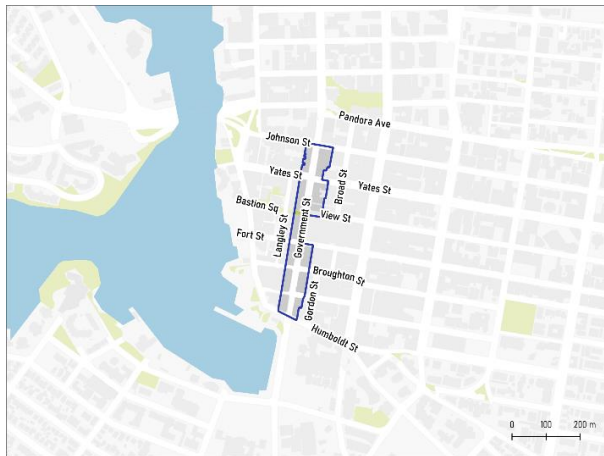 Pandora Ave
Johnson St
Yates St
Broad St
Yates St
Bastion Sq
Langley St
Government St
View St
Fort St
Broughton St
Gordon St
Humboldt St
0 100 200 m